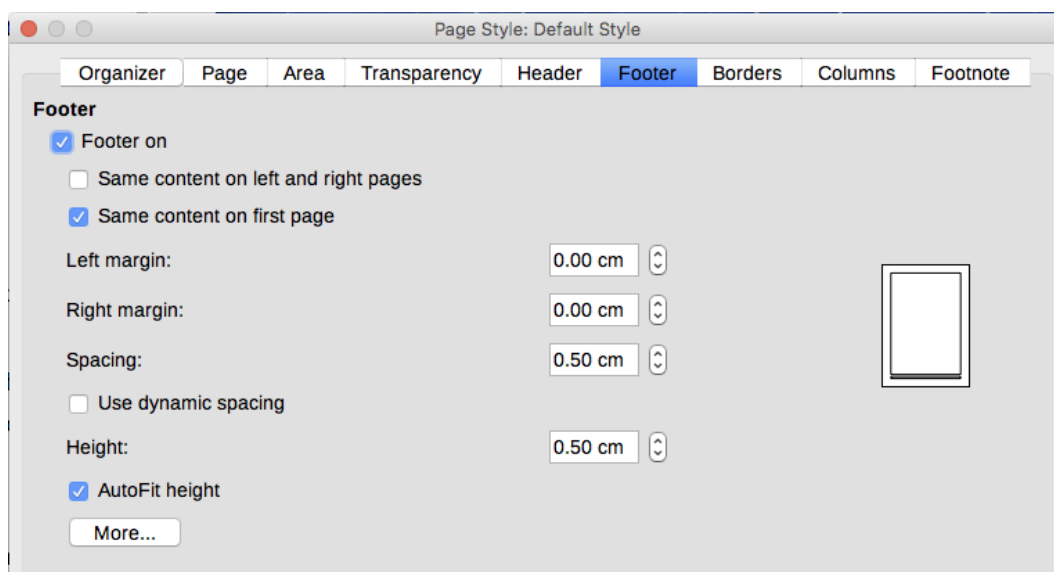 Page Style: Default Style
Organizer Page Area Transparency Header Footer Borders Columns Footnote
Footer
Footer on
Same content on left and right pages
Same content on first page
Left margin: 0.00 cm
Right margin: 0.00 cm
Spacing: 0.50 cm
Use dynamic spacing
Height: 0.50 cm
AutoFit height
More...